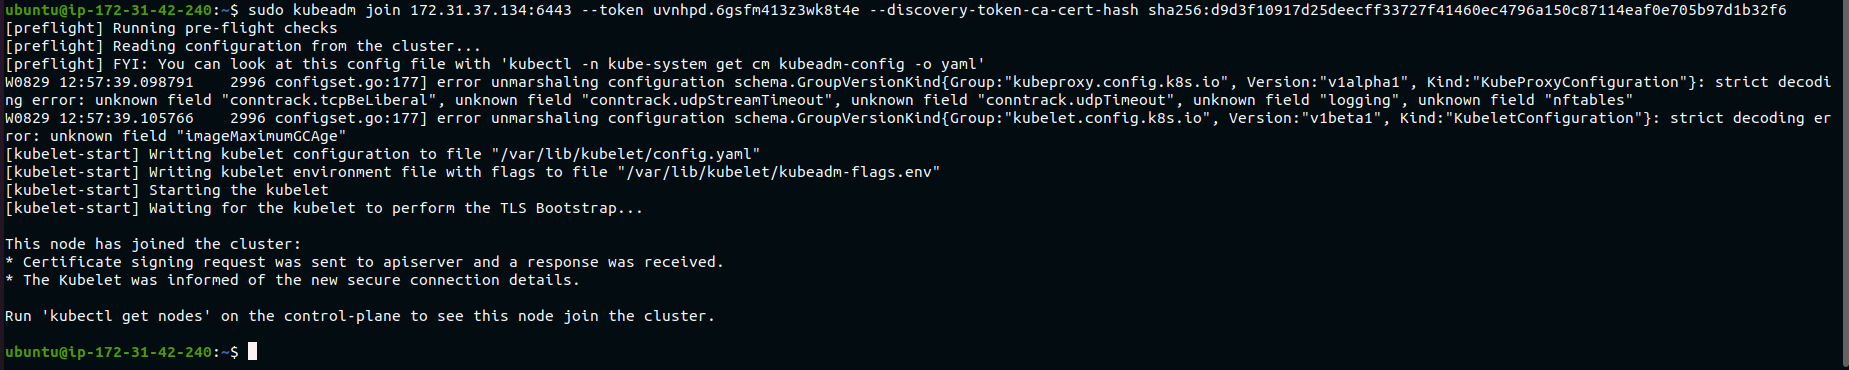 ubuntu@ip-172-31-42-240:~$ sudo kubeadm join 172.31.37.134:6443 --token uvnhpd.6gsfm413z3wk8t4e --discovery-token-ca-cert-hash sha256:d9d3f10917d25deecff33727f41460ec4796a150c87114eaf0e705b97d1b32f6
[preflight] Running pre-flight checks
[preflight] Reading configuration from the cluster...
[preflight] FYI: You can look at this config file with 'kubectl -n kube-system get cm kubeadm-config -o yaml'
W0829 12:57:39.098791    2996 configset.go:177] error unmarshaling configuration schema.GroupVersionKind{Group:"kubeproxy.config.k8s.io", Version:"v1alpha1", Kind:"KubeProxyConfiguration"}: strict decodi
ng error: unknown field "conntrack.tcpBeLiberal", unknown field "conntrack.udpStreamTimeout", unknown field "conntrack.udpTimeout", unknown field "logging", unknown field "nftables"
W0829 12:57:39.105766    2996 configset.go:177] error unmarshaling configuration schema.GroupVersionKind{Group:"kubelet.config.k8s.io", Version:"v1beta1", Kind:"KubeletConfiguration"}: strict decoding er
ror: unknown field "imageMaximumGCAge"
[kubelet-start] Writing kubelet configuration to file "/var/lib/kubelet/config.yaml"
[kubelet-start] Writing kubelet environment file with flags to file "/var/lib/kubelet/kubeadm-flags.env"
[kubelet-start] Starting the kubelet
[kubelet-start] Waiting for the kubelet to perform the TLS Bootstrap...
This node has joined the cluster:
* Certificate signing request was sent to apiserver and a response was received.
* The Kubelet was informed of the new secure connection details.
Run 'kubectl get nodes' on the control-plane to see this node join the cluster.
ubuntu@ip-172-31-42-240:~$